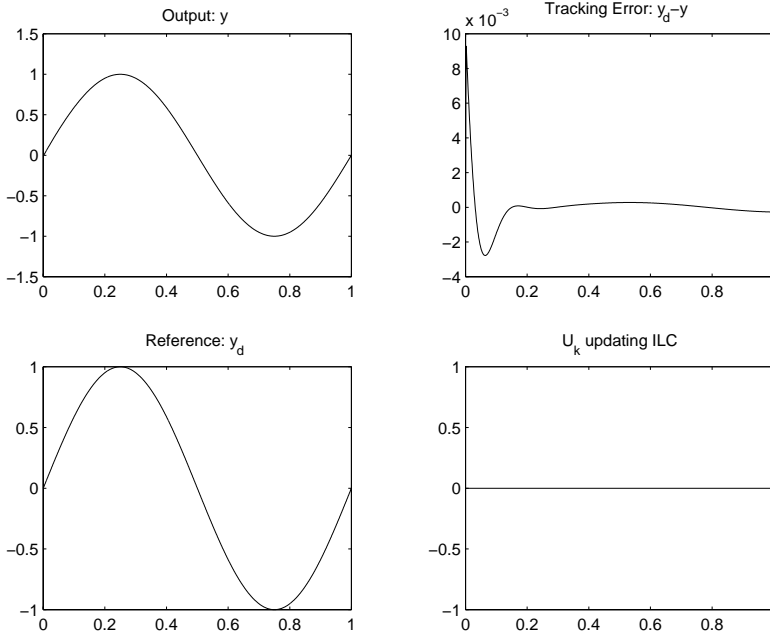 Output: y
1.5
1
0.5
0
−0.5
−1
−1.5
0 0.2 0.4 0.6 0.8 1
Tracking Error: y_d−y
x 10^−3
10
8
6
4
2
0
−2
−4
0 0.2 0.4 0.6 0.8
Reference: y_d
1
0.5
0
−0.5
−1
0 0.2 0.4 0.6 0.8 1
U_k updating ILC
1
0.5
0
−0.5
−1
0 0.2 0.4 0.6 0.8